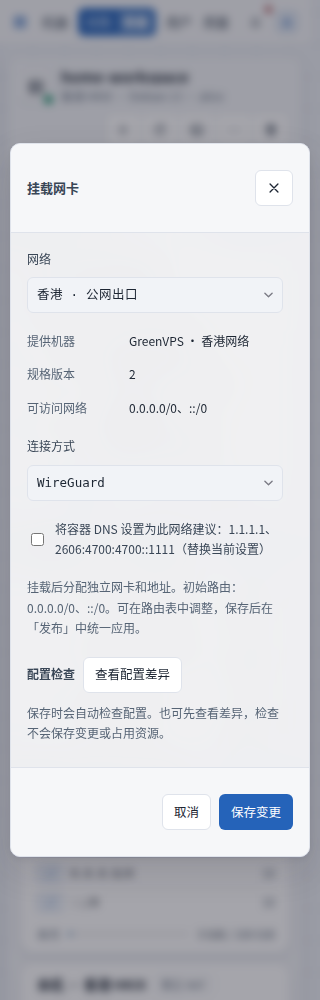 挂载网卡
网络
香港 · 公网出口
提供机器 GreenVPS · 香港网络
规格版本 2
可访问网络 0.0.0.0/0、::/0
连接方式
WireGuard
将容器 DNS 设置为此网络建议：1.1.1.1、
2606:4700:4700::1111（替换当前设置）
挂载后分配独立网卡和地址。初始路由：
0.0.0.0/0、::/0。可在路由表中调整，保存后在
「发布」中统一应用。
配置检查 查看配置差异
保存时会自动检查配置。也可先查看差异，检查
不会保存变更或占用资源。
取消 保存变更